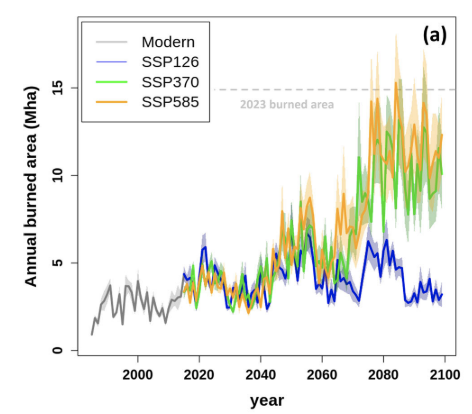 (a)
Modern
SSP126
SSP370
SSP585
2023 burned area
Annual burned area (Mha)
15
10
5
0
2000 2020 2040 2060 2080 2100
year